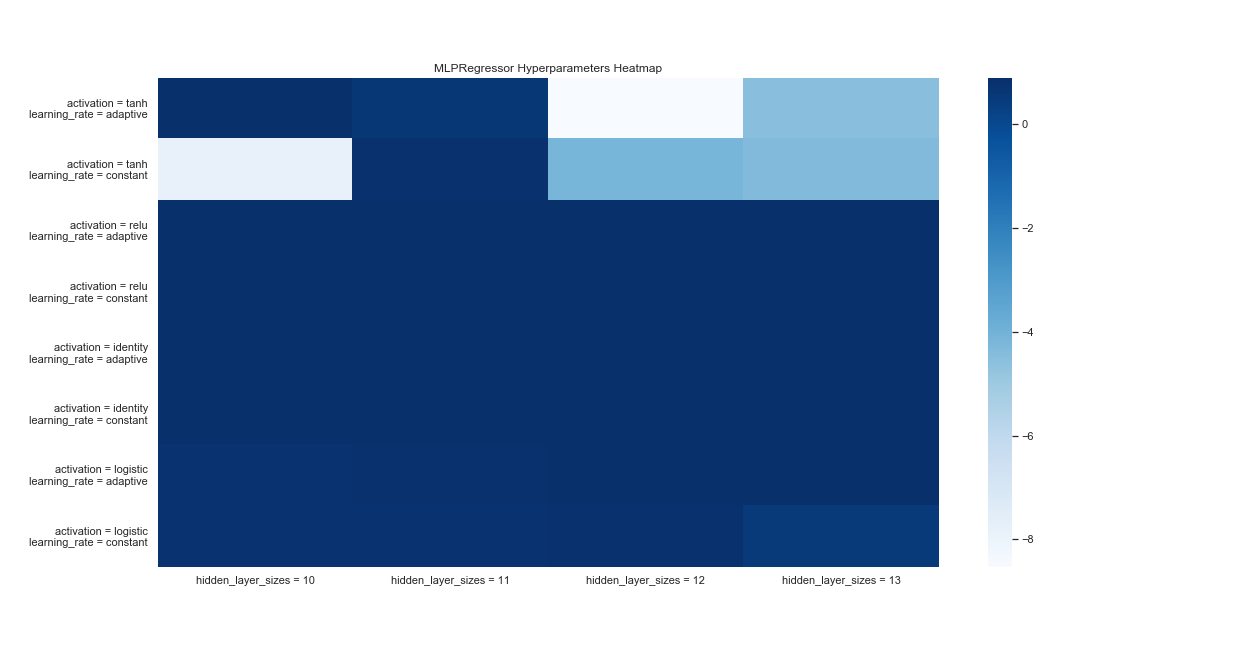 MLPRegressor Hyperparameters Heatmap
activation = tanh
learning_rate = adaptive
activation = tanh
learning_rate = constant
activation = relu
learning_rate = adaptive
activation = relu
learning_rate = constant
activation = identity
learning_rate = adaptive
activation = identity
learning_rate = constant
activation = logistic
learning_rate = adaptive
activation = logistic
learning_rate = constant
hidden_layer_sizes = 10
hidden_layer_sizes = 11
hidden_layer_sizes = 12
hidden_layer_sizes = 13
0
−2
−4
−6
−8